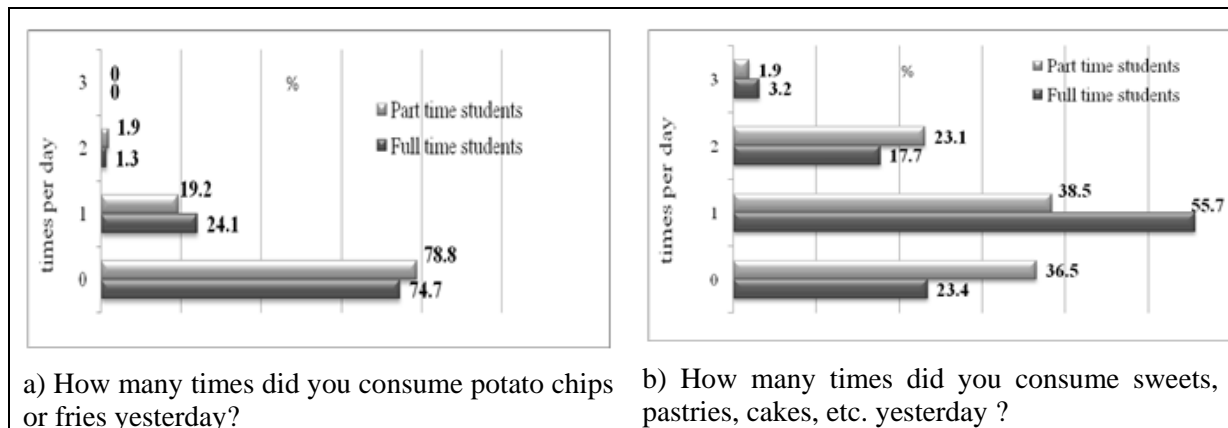 3
0
0
%
Part time students
Full time students
2
1.9
1.3
1
19.2
24.1
0
78.8
74.7
times per day
a) How many times did you consume potato chips
or fries yesterday?
3
1.9
3.2
%
Part time students
Full time students
2
23.1
17.7
1
38.5
55.7
0
36.5
23.4
times per day
b) How many times did you consume sweets,
pastries, cakes, etc. yesterday ?